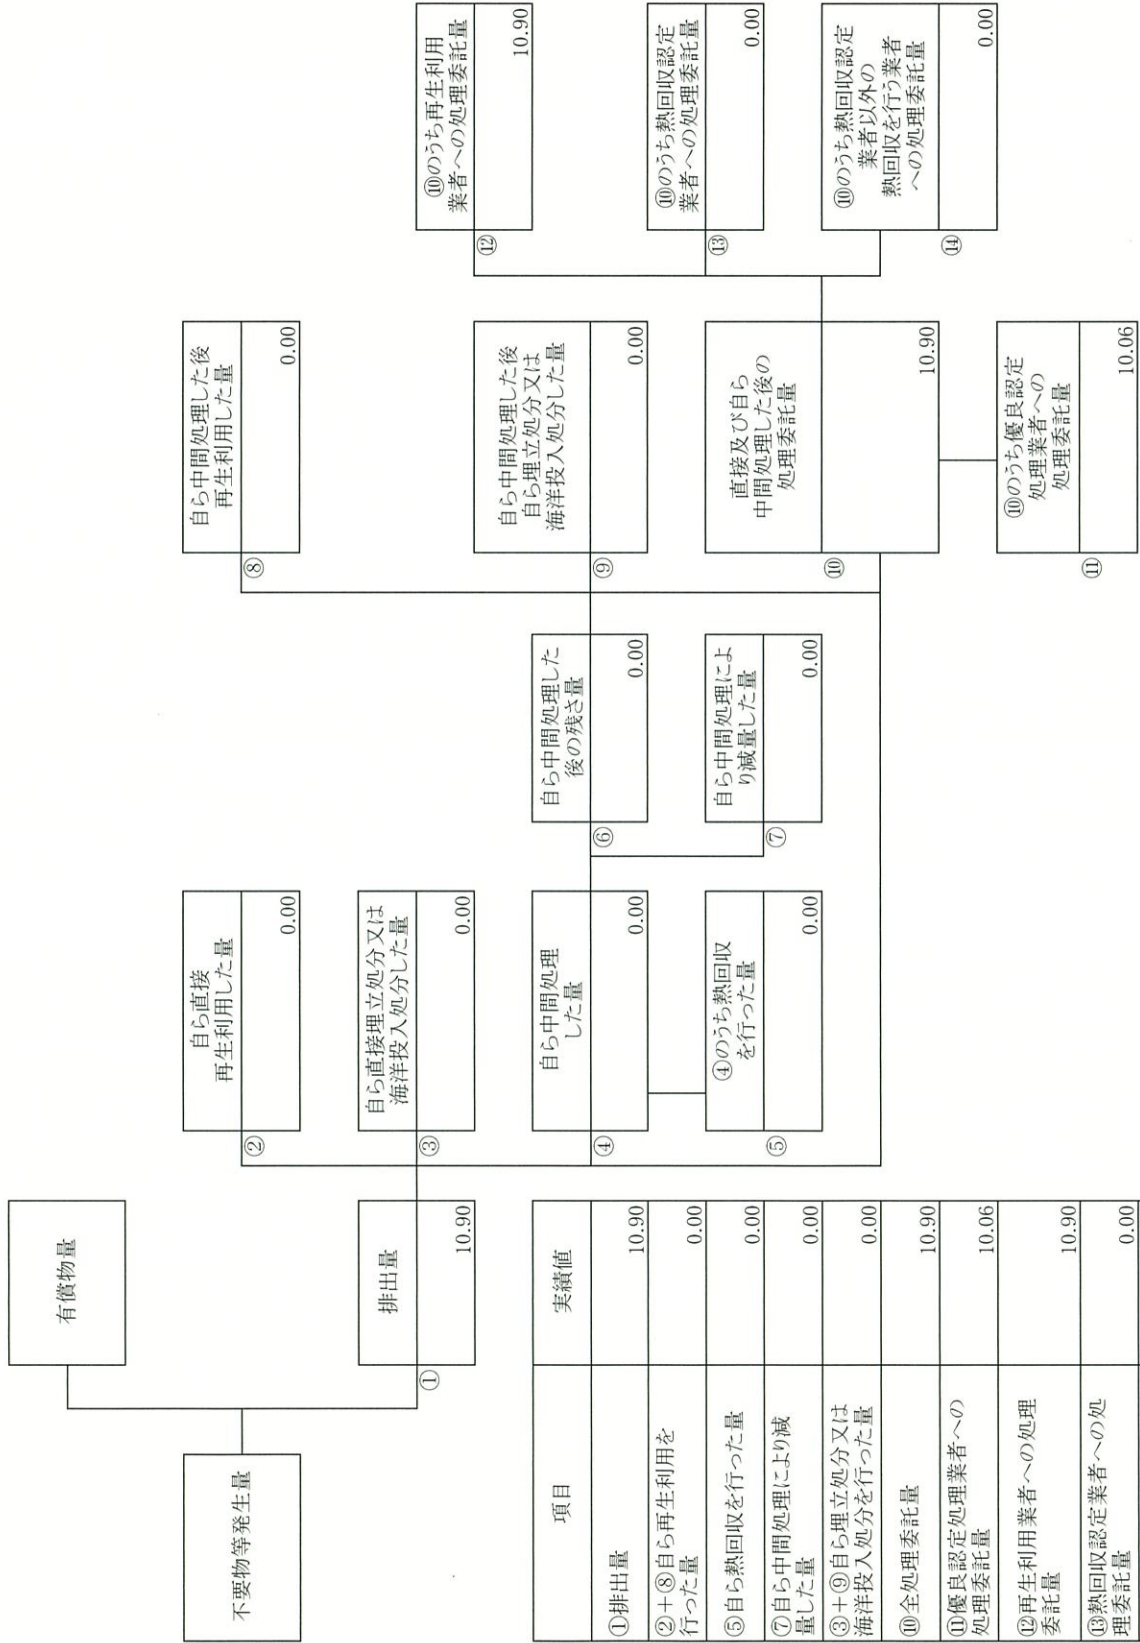 有償物量
不要物等発生量
排出量
①
10.90
自ら直接
再生利用した量
②
0.00
自ら直接埋立処分又は
海洋投入処分した量
③
0.00
自ら中間処理
した量
④
0.00
④のうち熱回収
を行った量
⑤
0.00
自ら中間処理した
後の残さ量
⑥
0.00
自ら中間処理によ
り減量した量
⑦
0.00
自ら中間処理した後
再生利用した量
⑧
0.00
自ら中間処理した後
自ら埋立処分又は
海洋投入処分した量
⑨
0.00
直接及び自ら
中間処理した後の
処理委託量
⑩
10.90
⑩のうち優良認定
処理業者への
処理委託量
⑪
10.06
⑩のうち再生利用
業者への処理委託量
⑫
10.90
⑩のうち熱回収認定
業者への処理委託量
⑬
0.00
⑩のうち熱回収認定
業者以外の
熱回収を行う業者
への処理委託量
⑭
0.00
項目 実績値
①排出量 10.90
②+⑧自ら再生利用を
行った量 0.00
⑤自ら熱回収を行った量 0.00
⑦自ら中間処理により減
量した量 0.00
③+⑨自ら埋立処分又は
海洋投入処分を行った量 0.00
⑩全処理委託量 10.90
⑪優良認定処理業者への
処理委託量 10.06
⑫再生利用業者への処理
委託量 10.90
⑬熱回収認定業者への処
理委託量 0.00